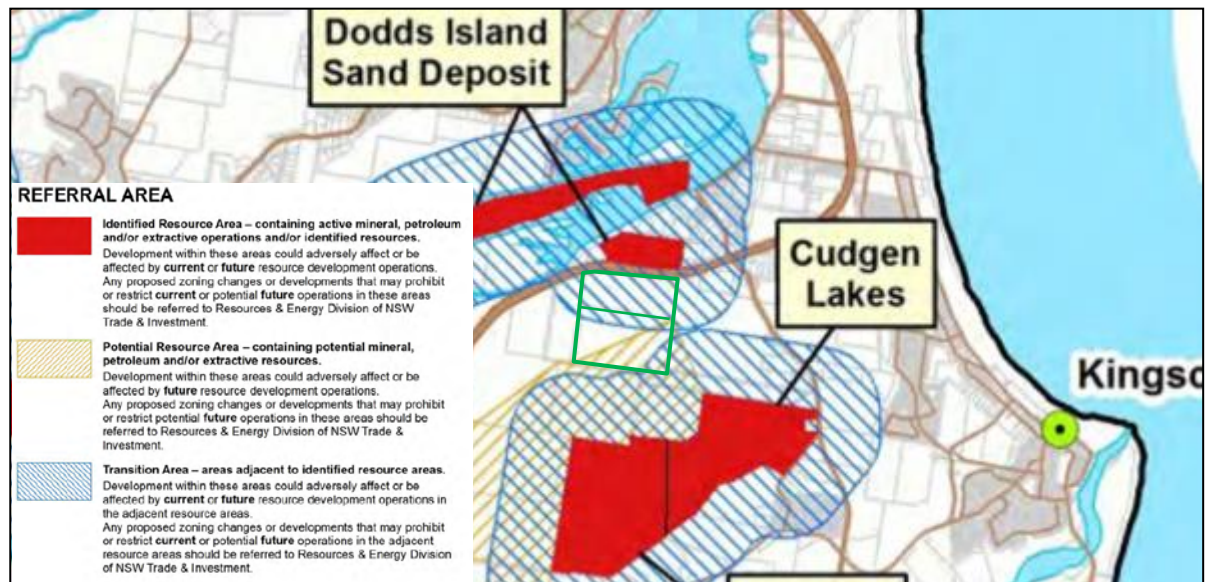 Dodds Island
Sand Deposit
REFERRAL AREA
Identified Resource Area – containing active mineral, petroleum
and/or extractive operations and/or identified resources.
Development within these areas could adversely affect or be
affected by current or future resource development operations.
Any proposed zoning changes or developments that may prohibit
or restrict current or potential future operations in these areas
should be referred to Resources & Energy Division of NSW
Trade & Investment.
Potential Resource Area – containing potential mineral,
petroleum and/or extractive resources.
Development within these areas could adversely affect or be
affected by future resource development operations.
Any proposed zoning changes or developments that may prohibit
or restrict potential future operations in these areas should be
referred to Resources & Energy Division of NSW Trade &
Investment.
Transition Area – areas adjacent to identified resource areas.
Development within these areas could adversely affect or be
affected by current or future resource development operations in
the adjacent resource areas.
Any proposed zoning changes or developments that may prohibit
or restrict current or potential future operations in the adjacent
resource areas should be referred to Resources & Energy Division
of NSW Trade & Investment.
Cudgen
Lakes
Kingsc